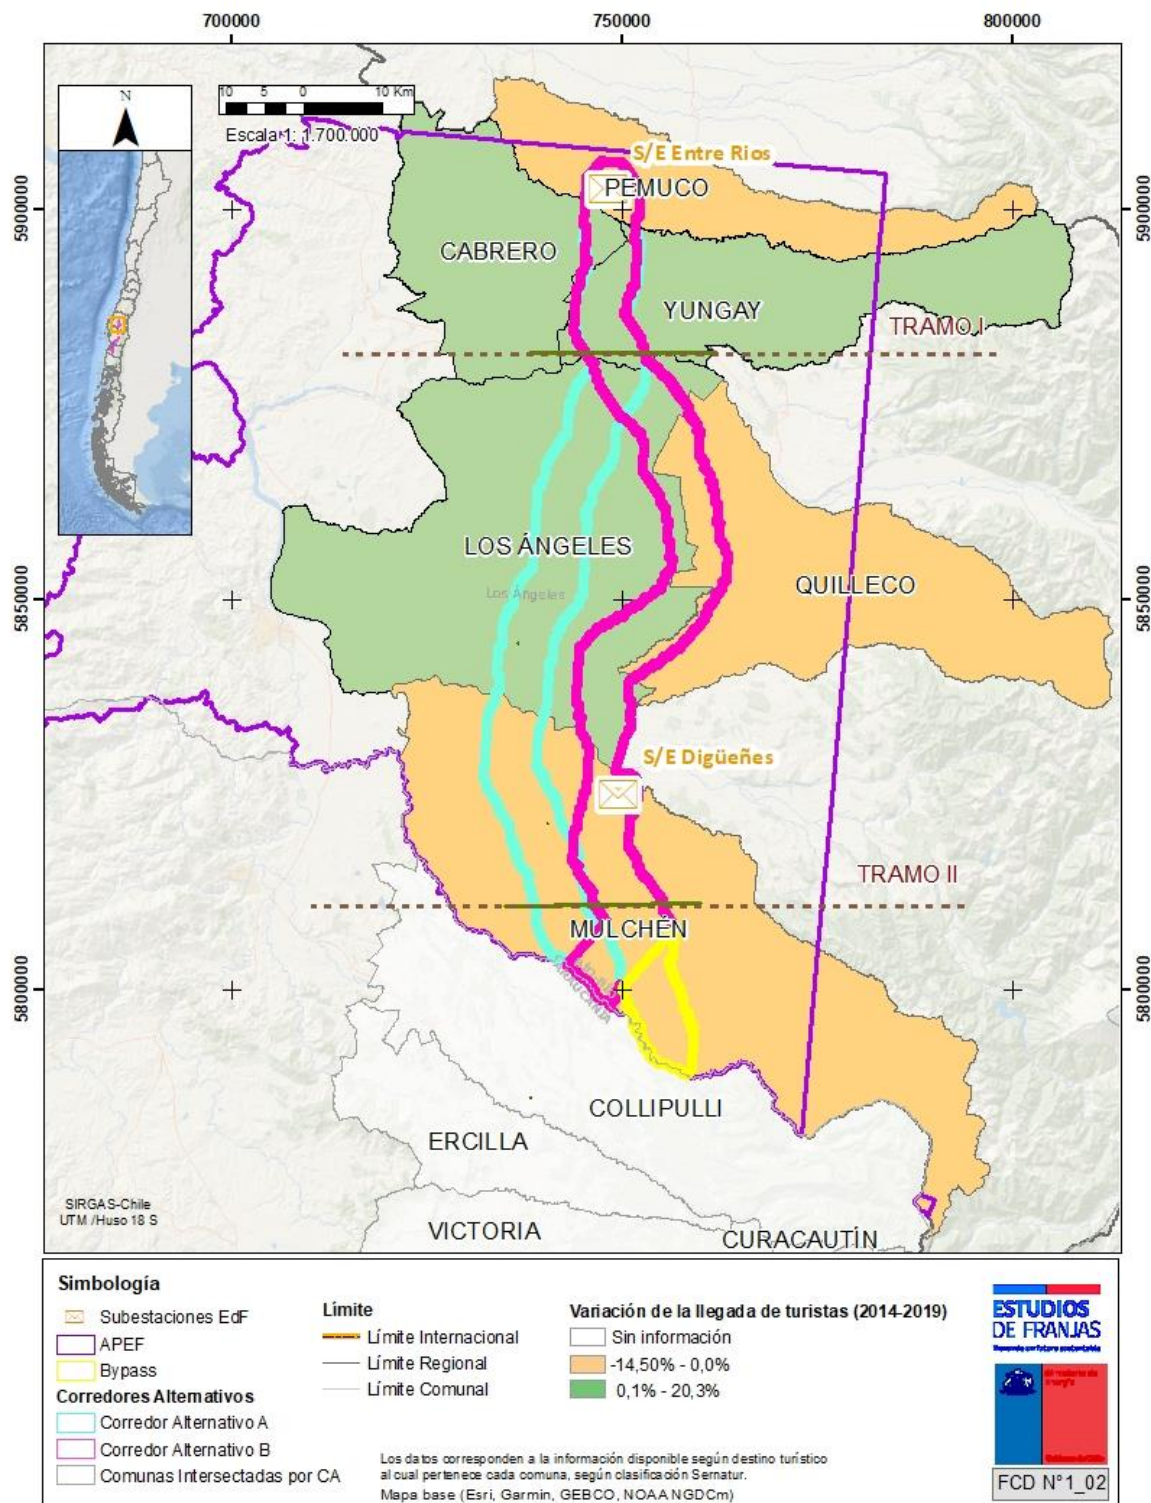 700000
750000
800000
N
10 5 0 10 Km
Escala 1: 1.700.000
S/E Entre Rios
PEMUCO
5900000
5900000
CABRERO
YUNGAY
TRAMO I
LOS ÁNGELES
Los Angeles
QUILLECO
5850000
5850000
S/E Digüeñes
TRAMO II
MULCHÉN
ARAUCANIA
5800000
5800000
COLLIPULLI
ERCILLA
SIRGAS-Chile
UTM /Huso 18 S
VICTORIA
CURACAUTÍN
Simbología
Subestaciones EdF
APEF
Bypass
Corredores Alternativos
Corredor Alternativo A
Corredor Alternativo B
Comunas Intersectadas por CA
Límite
Límite Internacional
Límite Regional
Límite Comunal
Variación de la llegada de turistas (2014-2019)
Sin información
-14,50% - 0,0%
0,1% - 20,3%
Los datos corresponden a la información disponible según destino turístico
al cual pertenece cada comuna, según clasificación Sernatur.
Mapa base (Esri, Garmin, GEBCO, NOAA NGDCm)
ESTUDIOS
DE FRANJAS
FCD N°1_02